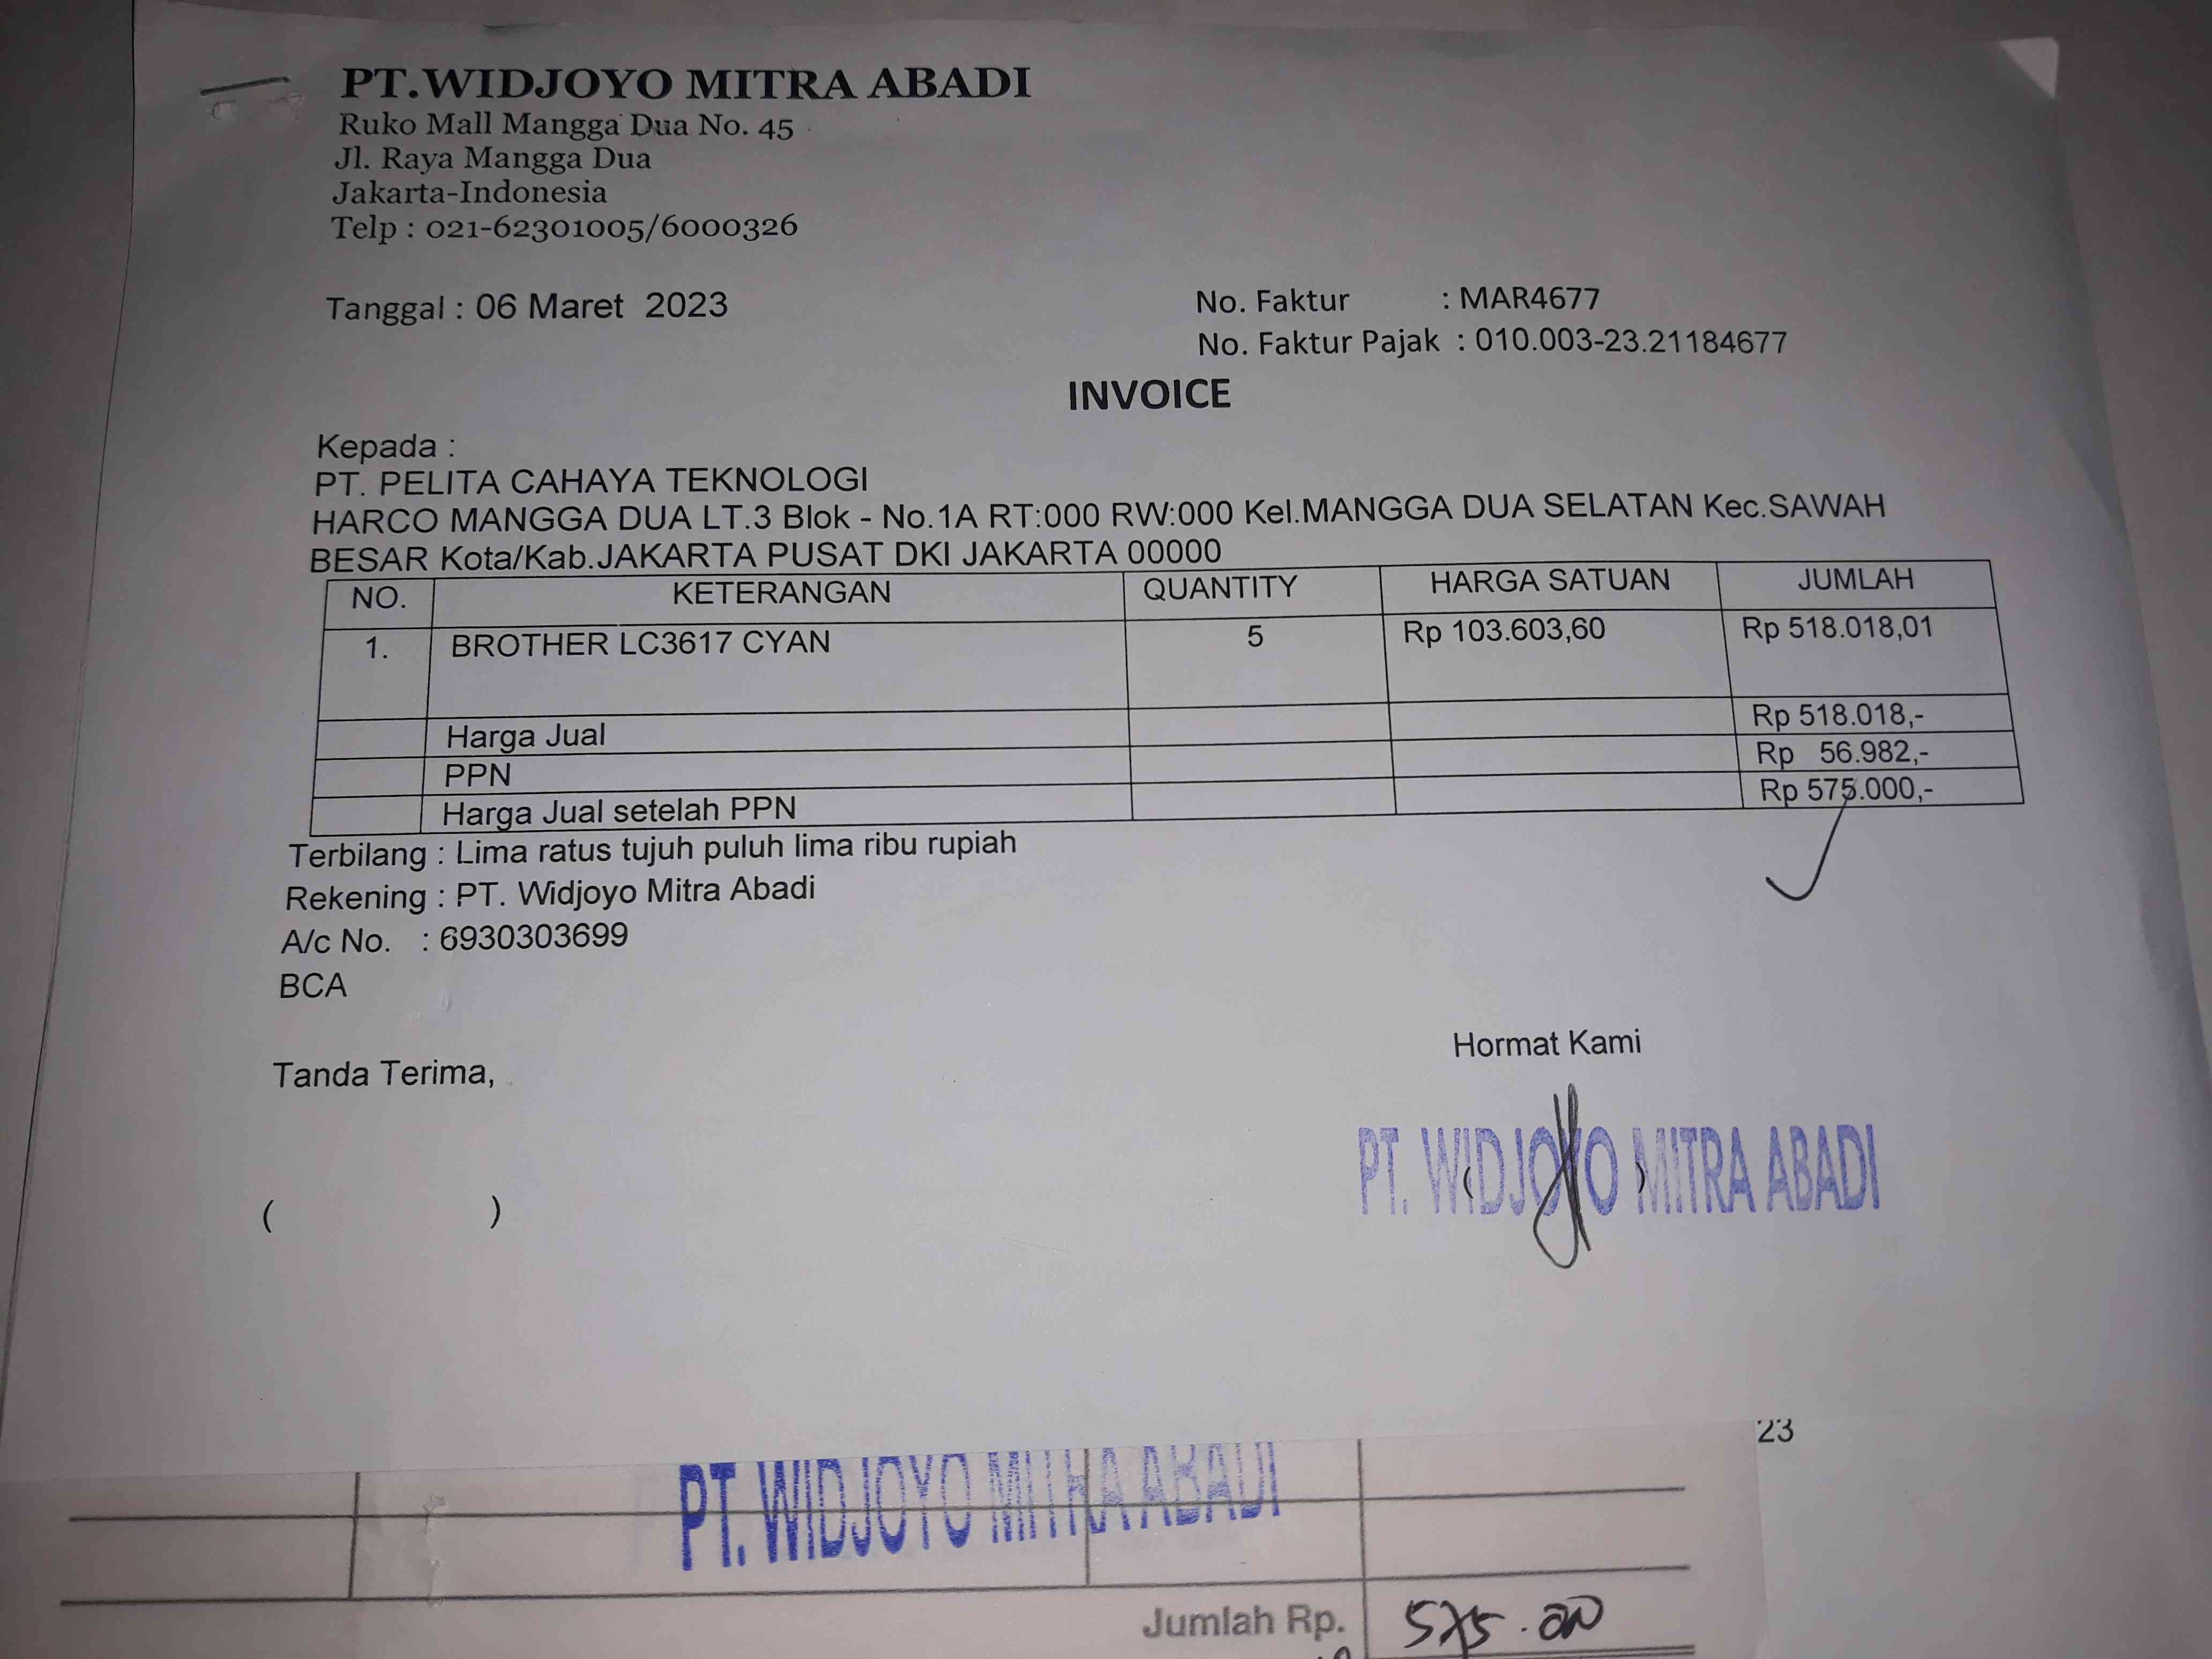 PT.WIDJOYO MITRA ABADI
Ruko Mall Mangga Dua No. 45
Jl. Raya Mangga Dua
Jakarta-Indonesia
Telp : 021-62301005/6000326
Tanggal : 06 Maret 2023
No. Faktur : MAR4677
No. Faktur Pajak : 010.003-23.21184677
INVOICE
Kepada :
PT. PELITA CAHAYA TEKNOLOGI
HARCO MANGGA DUA LT.3 Blok - No.1A RT:000 RW:000 Kel.MANGGA DUA SELATAN Kec.SAWAH
BESAR Kota/Kab.JAKARTA PUSAT DKI JAKARTA 00000
NO. KETERANGAN QUANTITY HARGA SATUAN JUMLAH
1. BROTHER LC3617 CYAN 5 Rp 103.603,60 Rp 518.018,01
Harga Jual Rp 518.018,-
PPN Rp 56.982,-
Harga Jual setelah PPN Rp 575.000,-
Terbilang : Lima ratus tujuh puluh lima ribu rupiah
Rekening : PT. Widjoyo Mitra Abadi
A/c No. : 6930303699
BCA
Hormat Kami
Tanda Terima,
PT. WIDJOYO MITRA ABADI
( )
( )
23
PT. WIDJOYO MITRA ABADI
Jumlah Rp.